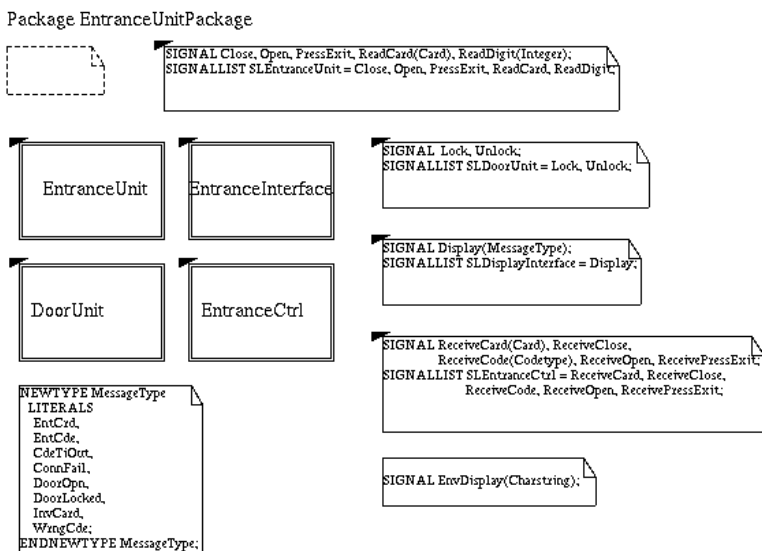 Package EntranceUnitPackage
SIGNAL Close, Open, PressExit, ReadCard(Card), ReadDigit(Integer);
SIGNALLIST SLEntranceUnit = Close, Open, PressExit, ReadCard, ReadDigit;
EntranceUnit
EntranceInterface
SIGNAL Lock, Unlock;
SIGNALLIST SLDoorUnit = Lock, Unlock;
SIGNAL Display(MessageType);
SIGNALLIST SLDisplayInterface = Display;
DoorUnit
EntranceCtrl
SIGNAL ReceiveCard(Card), ReceiveClose,
ReceiveCode(Codetype), ReceiveOpen, ReceivePressExit;
SIGNALLIST SLEntranceCtrl = ReceiveCard, ReceiveClose,
ReceiveCode, ReceiveOpen, ReceivePressExit;
NEWTYPE MessageType
LITERALS
EntCrd,
EntCde,
CdeTiOut,
ConnFail,
DoorOpn,
DoorLocked,
InvCard,
WrngCde;
ENDNEWTYPE MessageType;
SIGNAL EnvDisplay(Charstring);